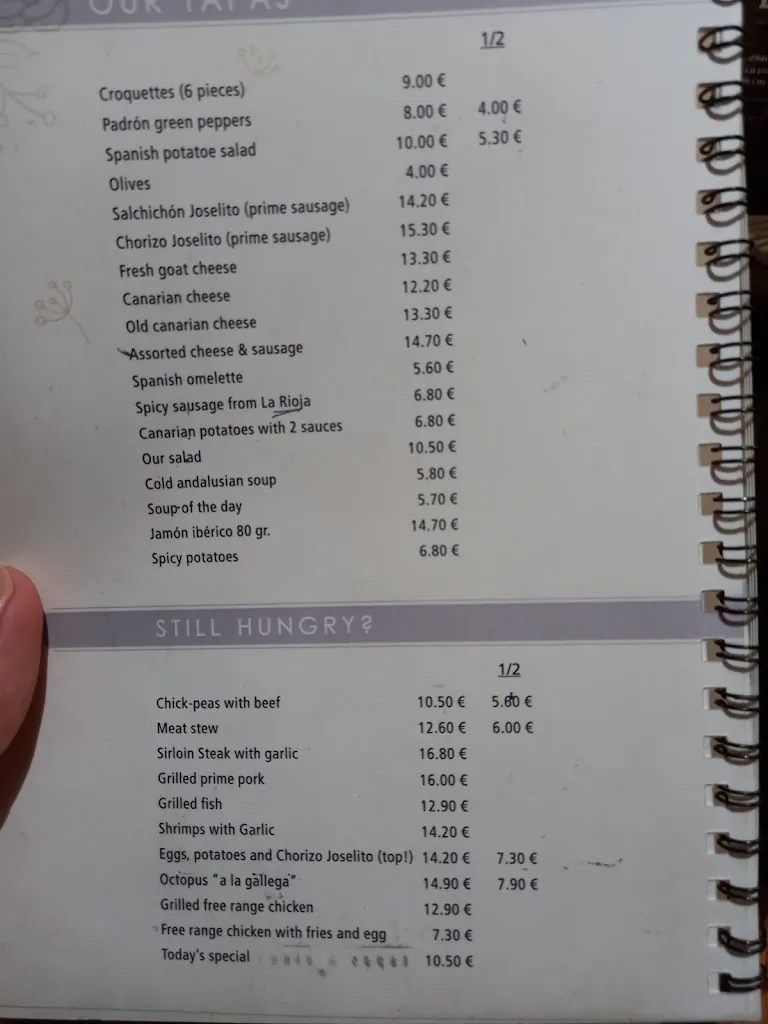 OUR TAPAS
1/2
Croquettes (6 pieces) 9.00 €
Padrón green peppers 8.00 € 4.00 €
Spanish potatoe salad 10.00 € 5.30 €
Olives 4.00 €
Salchichón Joselito (prime sausage) 14.20 €
Chorizo Joselito (prime sausage) 15.30 €
Fresh goat cheese 13.30 €
Canarian cheese 12.20 €
Old canarian cheese 13.30 €
Assorted cheese & sausage 14.70 €
Spanish omelette 5.60 €
Spicy sausage from La Rioja 6.80 €
Canarian potatoes with 2 sauces 6.80 €
Our salad 10.50 €
Cold andalusian soup 5.80 €
Soup of the day 5.70 €
Jamón ibérico 80 gr. 14.70 €
Spicy potatoes 6.80 €
STILL HUNGRY?
1/2
Chick-peas with beef 10.50 € 5.60 €
Meat stew 12.60 € 6.00 €
Sirloin Steak with garlic 16.80 €
Grilled prime pork 16.00 €
Grilled fish 12.90 €
Shrimps with Garlic 14.20 €
Eggs, potatoes and Chorizo Joselito (top!) 14.20 € 7.30 €
Octopus "a la gallega" 14.90 € 7.90 €
Grilled free range chicken 12.90 €
Free range chicken with fries and egg 7.30 €
Today's special 10.50 €